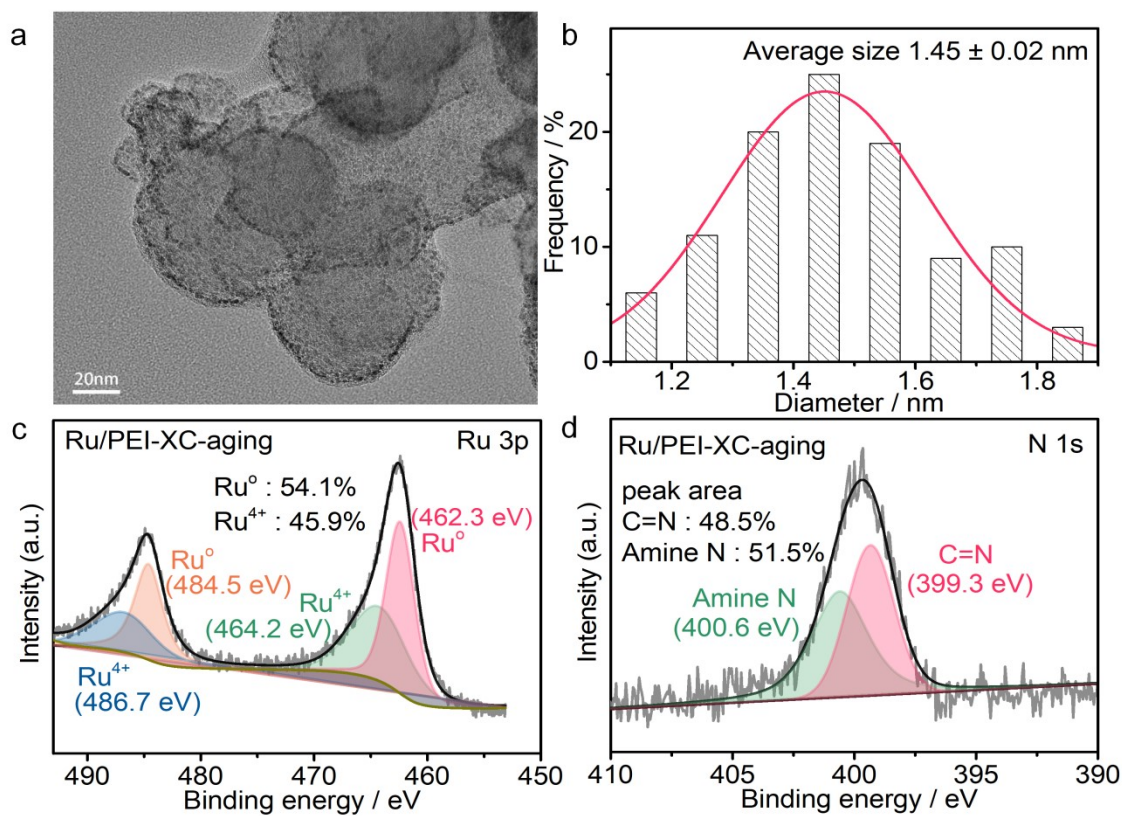 a
20nm
b
Average size 1.45 ± 0.02 nm
Frequency / %
20
10
0
1.2
1.4
1.6
1.8
Diameter / nm
c
Ru/PEI-XC-aging
Ru 3p
Ru⁰ : 54.1%
Ru⁴⁺ : 45.9%
(462.3 eV)
Ru⁰
Ru⁰
(484.5 eV)
Ru⁴⁺
(464.2 eV)
Ru⁴⁺
(486.7 eV)
Intensity (a.u.)
490
480
470
460
450
Binding energy / eV
d
Ru/PEI-XC-aging
N 1s
peak area
C=N : 48.5%
Amine N : 51.5%
C=N
(399.3 eV)
Amine N
(400.6 eV)
Intensity (a.u.)
410
405
400
395
390
Binding energy / eV